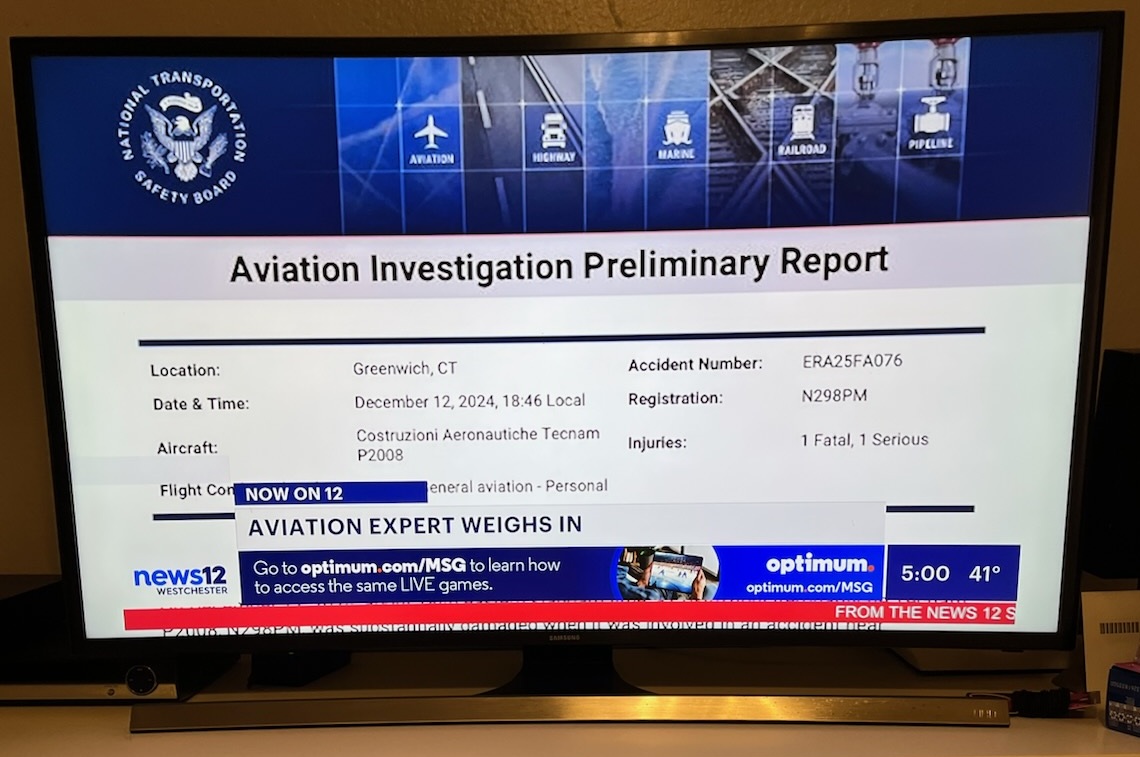 NATIONAL TRANSPORTATION
SAFETY BOARD
AVIATION
HIGHWAY
MARINE
RAILROAD
PIPELINE
Aviation Investigation Preliminary Report
Location: Greenwich, CT Accident Number: ERA25FA076
Date & Time: December 12, 2024, 18:46 Local Registration: N298PM
Aircraft: Costruzioni Aeronautiche Tecnam
P2008 Injuries: 1 Fatal, 1 Serious
Flight Con eneral aviation - Personal
NOW ON 12
AVIATION EXPERT WEIGHS IN
news12
WESTCHESTER
Go to optimum.com/MSG to learn how
to access the same LIVE games.
optimum.
optimum.com/MSG
5:00 41°
FROM THE NEWS 12 S
P2008, N298PM, was substantially damaged when it was involved in an accident near
SAMSUNG